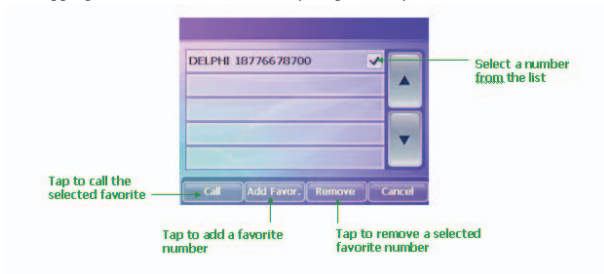 DELPHI 18776678700
Select a number
from the list
Tap to call the
selected favorite
Call Add Favor. Remove Cancel
Tap to add a favorite
number
Tap to remove a selected
favorite number